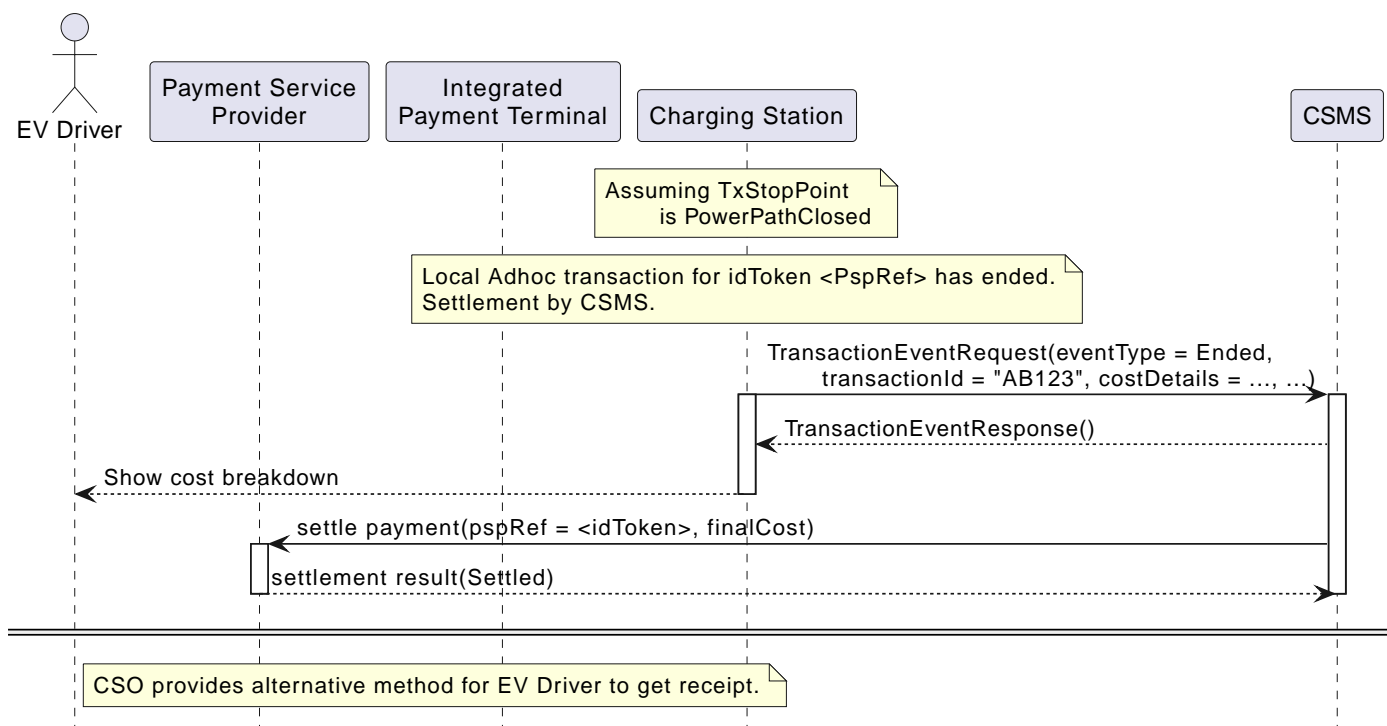 EV Driver
Payment Service
Provider
Integrated
Payment Terminal
Charging Station
CSMS
Assuming TxStopPoint
is PowerPathClosed
Local Adhoc transaction for idToken <PspRef> has ended.
Settlement by CSMS.
TransactionEventRequest(eventType = Ended,
transactionId = "AB123", costDetails = ..., ...)
TransactionEventResponse()
Show cost breakdown
settle payment(pspRef = <idToken>, finalCost)
settlement result(Settled)
CSO provides alternative method for EV Driver to get receipt.